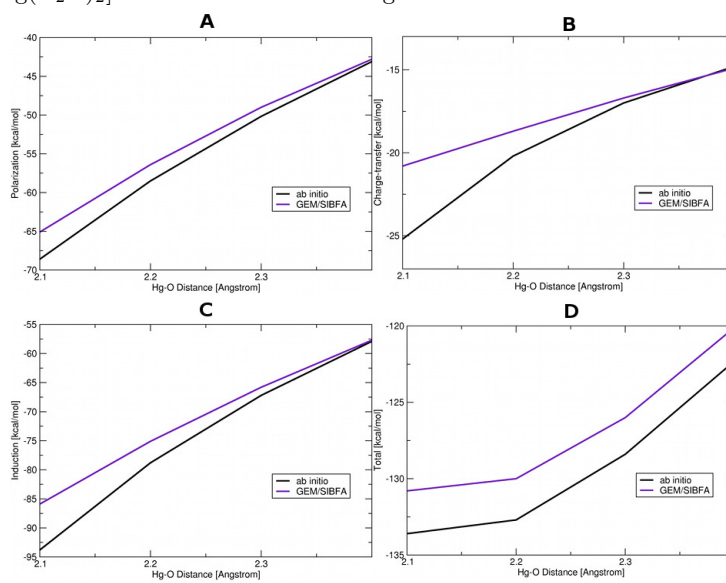 A
-40
-45
-50
-55
-60
-65
-70
Polarization [kcal/mol]
ab initio
GEM/SIBFA
2.1
2.2
2.3
Hg-O Distance [Angstrom]
B
-15
-20
-25
Charge-transfer [kcal/mol]
ab initio
GEM/SIBFA
2.1
2.2
2.3
Hg-O Distance [Angstrom]
C
-55
-60
-65
-70
-75
-80
-85
-90
-95
Induction [kcal/mol]
ab initio
GEM/SIBFA
2.1
2.2
2.3
Hg-O Distance [Angstrom]
D
-120
-125
-130
-135
Total [kcal/mol]
ab initio
GEM/SIBFA
2.1
2.2
2.3
Hg-O Distance [Angstrom]